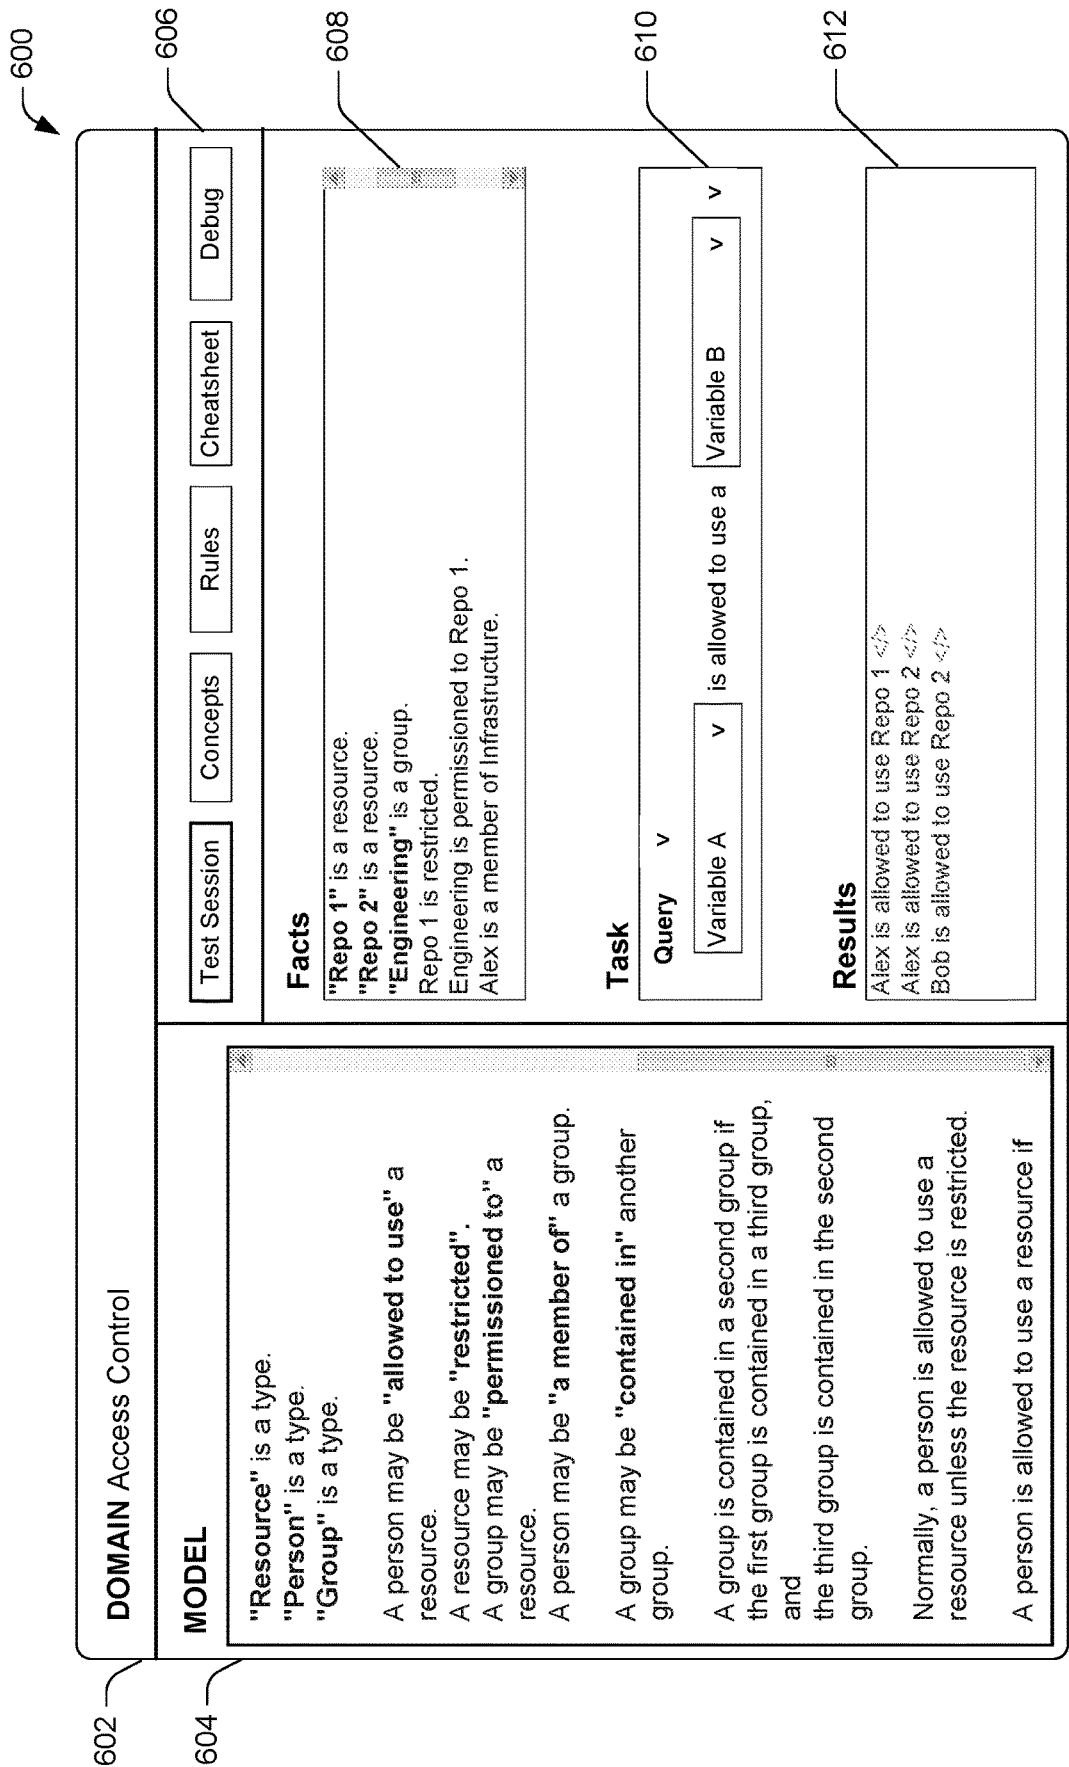 600
602
DOMAIN Access Control
604
MODEL
"Resource" is a type.
"Person" is a type.
"Group" is a type.
A person may be "allowed to use" a
resource.
A resource may be "restricted".
A group may be "permissioned to" a
resource.
A person may be "a member of" a group.
A group may be "contained in" another
group.
A group is contained in a second group if
the first group is contained in a third group,
and
the third group is contained in the second
group.
Normally, a person is allowed to use a
resource unless the resource is restricted.
A person is allowed to use a resource if
606
Test Session Concepts Rules Cheatsheet Debug
Facts
608
"Repo 1" is a resource.
"Repo 2" is a resource.
"Engineering" is a group.
Repo 1 is restricted.
Engineering is permissioned to Repo 1.
Alex is a member of Infrastructure.
Task
610
Query v
Variable A v is allowed to use a Variable B v v
Results
612
Alex is allowed to use Repo 1 </>
Alex is allowed to use Repo 2 </>
Bob is allowed to use Repo 2 </>